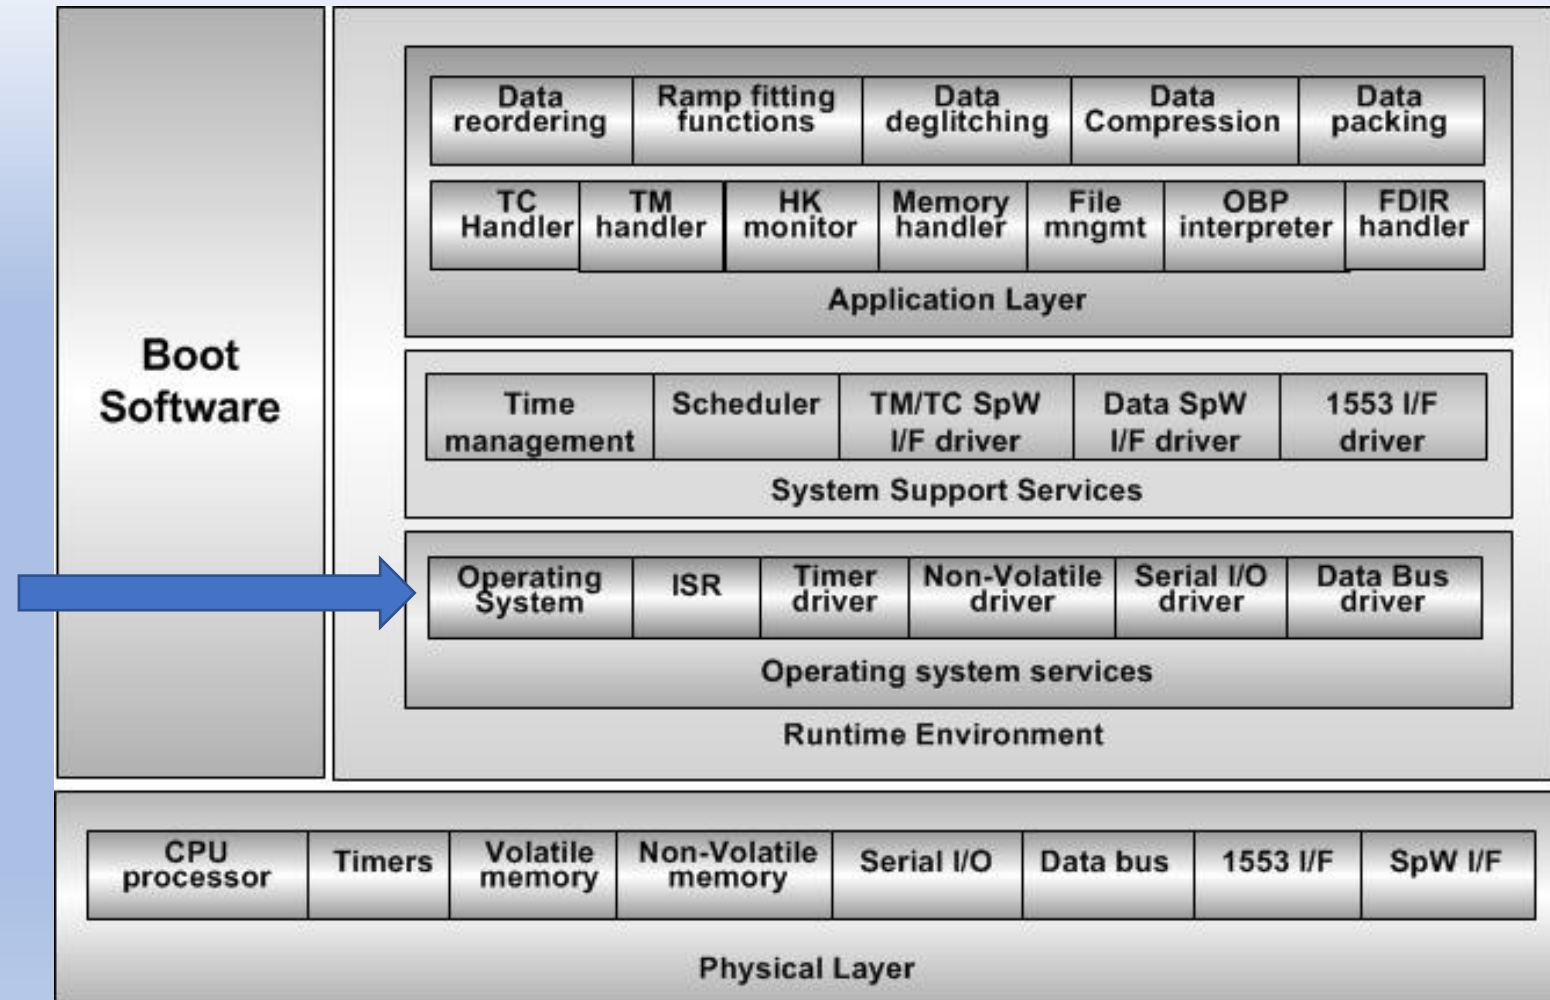 Boot
Software
Data
reordering
Ramp fitting
functions
Data
deglitching
Data
Compression
Data
packing
TC
Handler
TM
handler
HK
monitor
Memory
handler
File
mngmt
OBP
interpreter
FDIR
handler
Application Layer
Time
management
Scheduler
TM/TC SpW
I/F driver
Data SpW
I/F driver
1553 I/F
driver
System Support Services
Operating
System
ISR
Timer
driver
Non-Volatile
driver
Serial I/O
driver
Data Bus
driver
Operating system services
Runtime Environment
CPU
processor
Timers
Volatile
memory
Non-Volatile
memory
Serial I/O
Data bus
1553 I/F
SpW I/F
Physical Layer